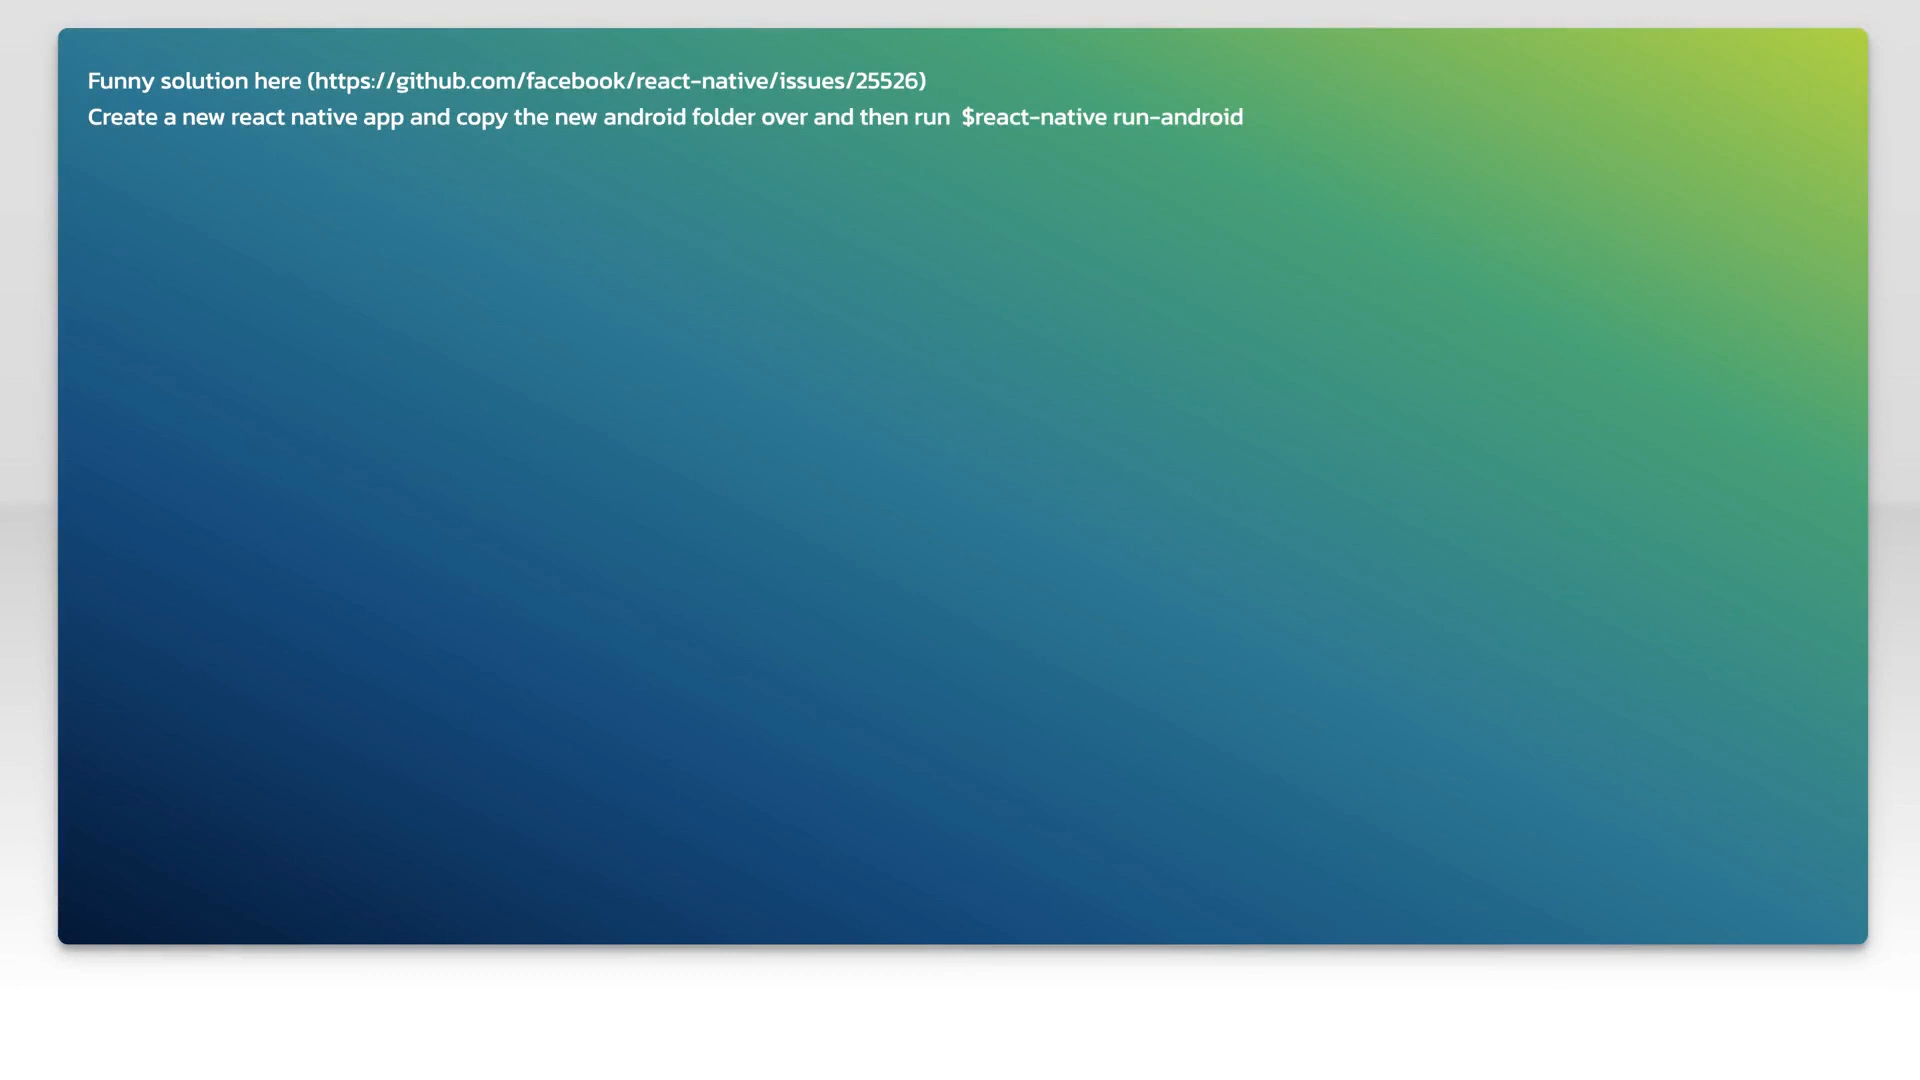 Funny solution here (https://github.com/facebook/react-native/issues/25526)
Create a new react native app and copy the new android folder over and then run  $react-native run-android